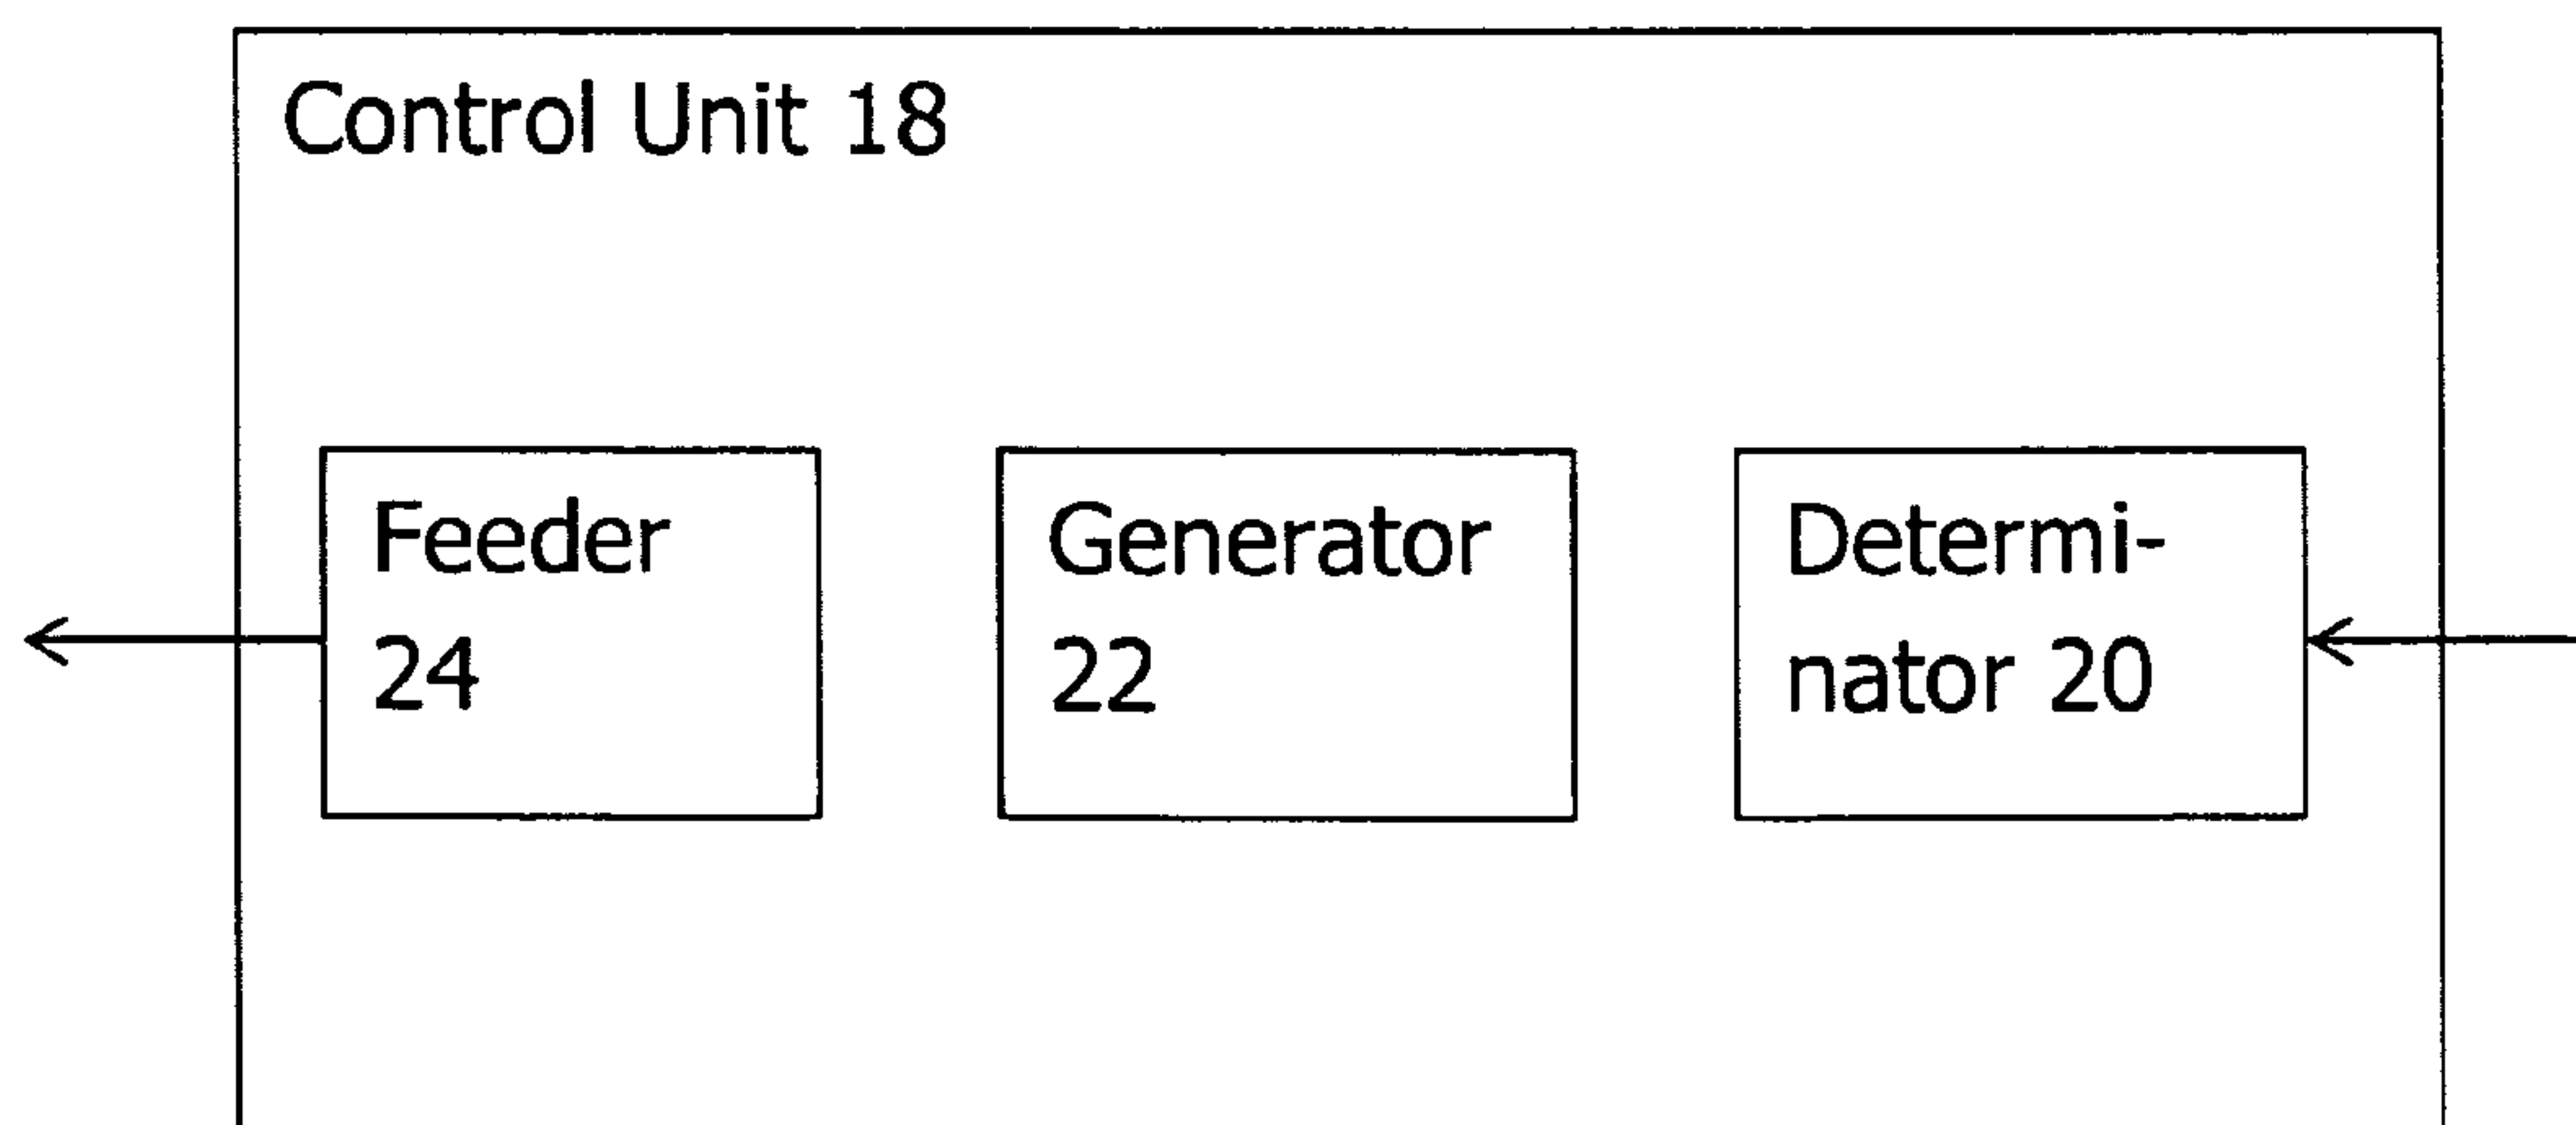 Control Unit 18
Feeder
24
Generator
22
Determi-
nator 20